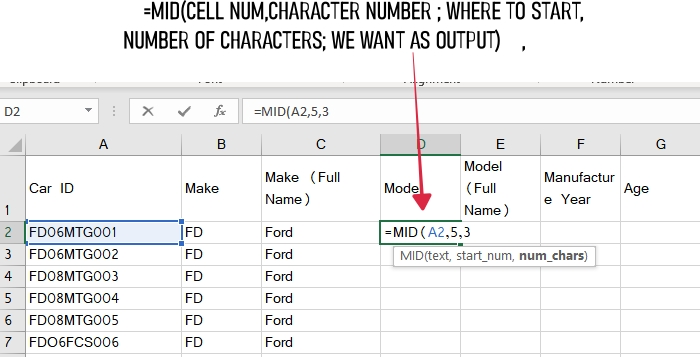 =MID(CELL NUM,CHARACTER NUMBER ; WHERE TO START,
NUMBER OF CHARACTERS; WE WANT AS OUTPUT) ,
D2 fx =MID(A2,5,3
A B C D E F G
1 Car ID Make Make (Full Name) Model Model (Full Name) Manufacture Year Age
2 FD06MTG001 FD Ford =MID(A2,5,3
MID(text, start_num, num_chars)
3 FD06MTG002 FD Ford
4 FD08MTG003 FD Ford
5 FD08MTG004 FD Ford
6 FD08MTG005 FD Ford
7 FDO6FCS006 FD Ford